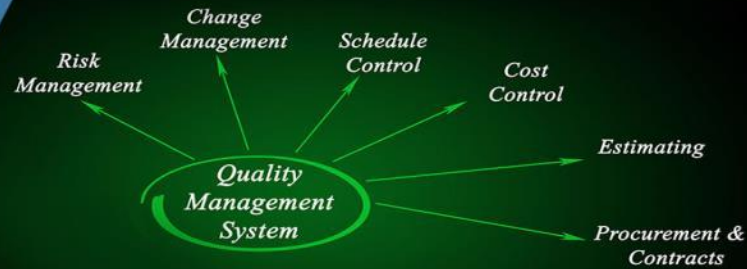 Change
Management
Schedule
Control
Risk
Management
Cost
Control
Estimating
Quality
Management
System
Procurement &
Contracts